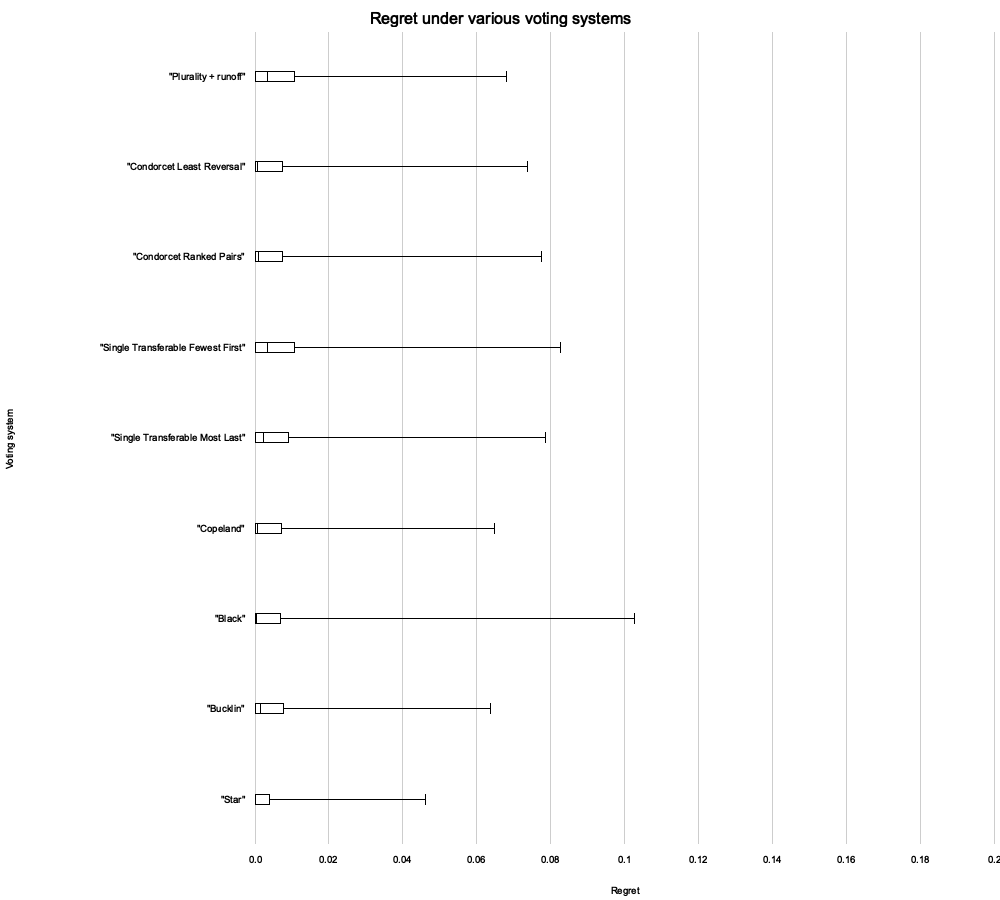 Regret under various voting systems
"Plurality + runoff"
"Condorcet Least Reversal"
"Condorcet Ranked Pairs"
"Single Transferable Fewest First"
"Single Transferable Most Last"
"Copeland"
"Black"
"Bucklin"
"Star"
Voting system
0.0 0.02 0.04 0.06 0.08 0.1 0.12 0.14 0.16 0.18 0.2
Regret